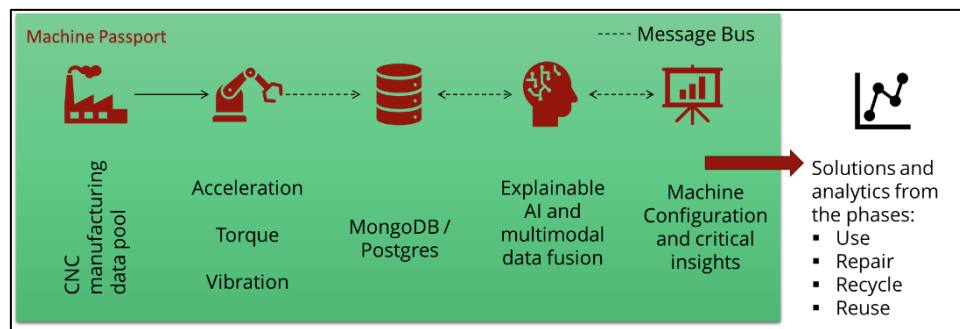 Machine Passport
Message Bus
CNC
manufacturing
data pool
Acceleration
Torque
Vibration
MongoDB /
Postgres
Explainable
AI and
multimodal
data fusion
Machine
Configuration
and critical
insights
Solutions and
analytics from
the phases:
▪ Use
▪ Repair
▪ Recycle
▪ Reuse